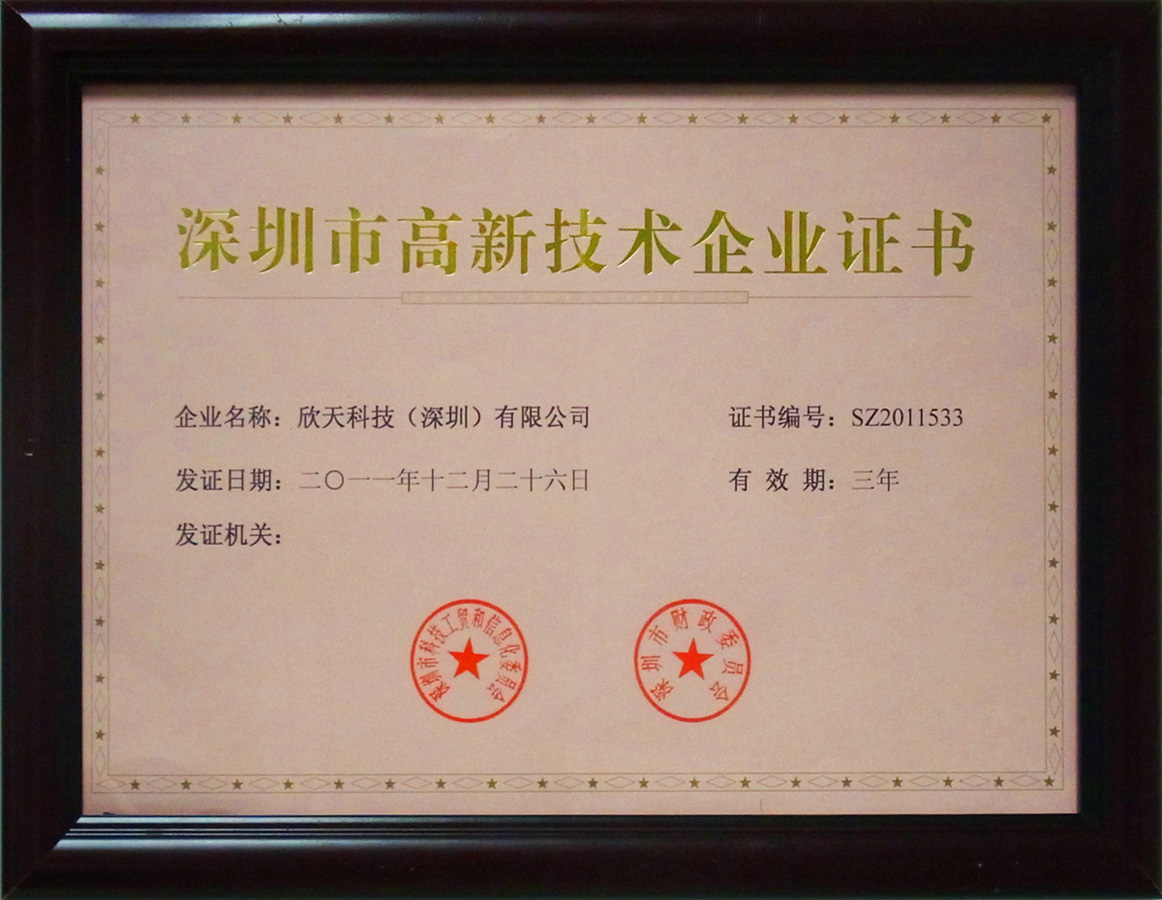 深圳市高新技术企业证书
企业名称：欣天科技（深圳）有限公司 证书编号：SZ2011533
发证日期：二〇一一年十二月二十六日 有 效 期：三年
发证机关：
深圳市科技工贸和信息化委员会
深圳市财政委员会